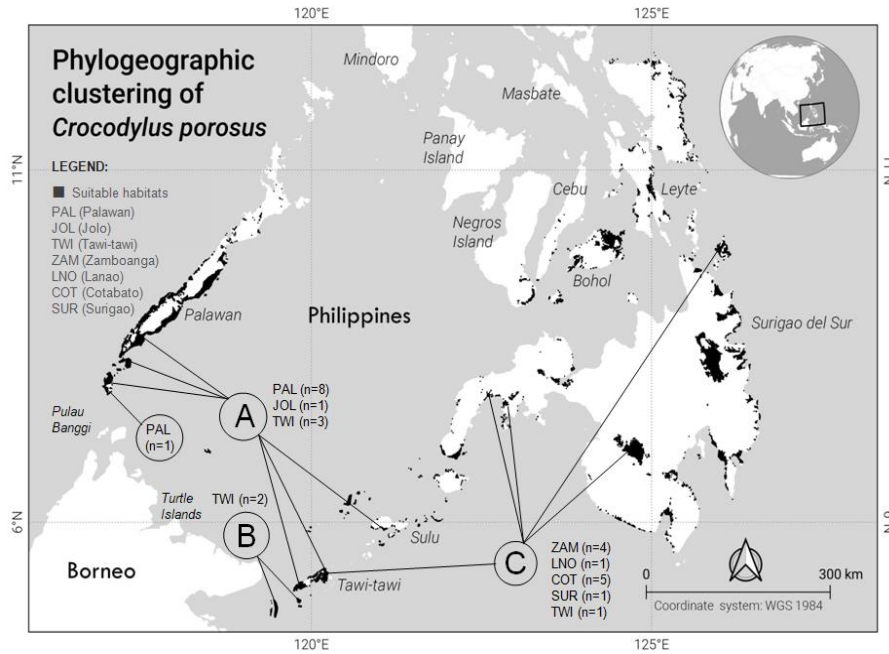 120°E
125°E
Phylogeographic
clustering of
Crocodylus porosus
LEGEND:
Suitable habitats
PAL (Palawan)
JOL (Jolo)
TWI (Tawi-tawi)
ZAM (Zamboanga)
LNO (Lanao)
COT (Cotabato)
SUR (Surigao)
Mindoro
Masbate
Panay
Island
Cebu
Leyte
Negros
Island
Bohol
11°N
Palawan
Philippines
Surigao del Sur
A
PAL (n=8)
JOL (n=1)
TWI (n=3)
Pulau
Banggi
PAL
(n=1)
Turtle
Islands
TWI (n=2)
B
6°N
Sulu
Borneo
Tawi-tawi
C
ZAM (n=4)
LNO (n=1)
COT (n=5)
SUR (n=1)
TWI (n=1)
0
300 km
Coordinate system: WGS 1984
120°E
125°E